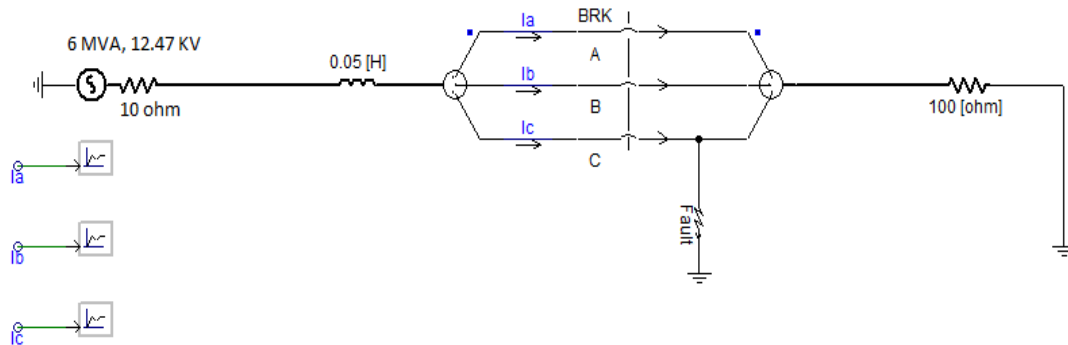 6 MVA, 12.47 KV
10 ohm
0.05 [H]
Ia
BRK
A
Ib
B
Ic
C
Fault
100 [ohm]
Ia
Ib
Ic